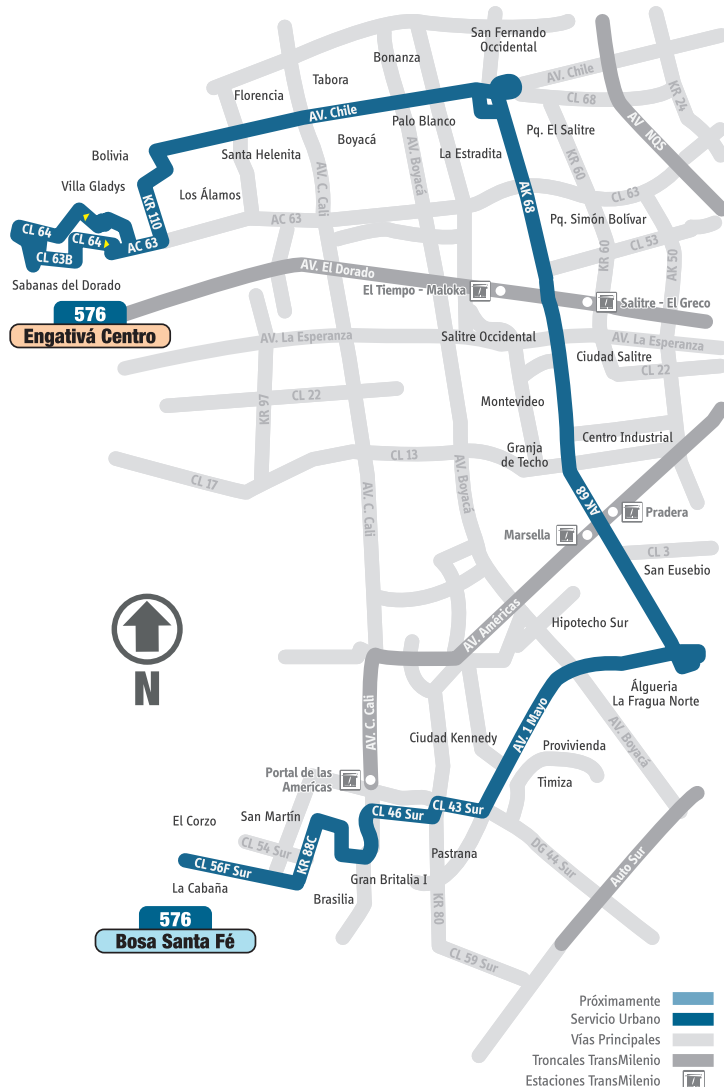 San Fernando
Occidental
Bonanza
Tabora
Florencia
AV. Chile
CL 68
KR 24
AV. Chile
Palo Blanco
Pq. El Salitre
AV NQS
Boyacá
Santa Helenita
La Estradita
AV. Boyacá
KR 60
Bolivia
Villa Gladys
Los Álamos
KR 110
AV. C. Cali
AK 68
CL 63
AC 63
Pq. Simón Bolívar
CL 64
CL 64
AC 63
CL 63B
KR 60
CL 53
AK 50
Sabanas del Dorado
AV. El Dorado
El Tiempo - Maloka
Salitre - El Greco
576
Engativá Centro
AV. La Esperanza
Salitre Occidental
AV. La Esperanza
Ciudad Salitre
CL 22
CL 22
KR 97
Montevideo
Centro Industrial
Granja
de Techo
CL 13
CL 17
AV. C. Cali
AV. Boyacá
AK 68
Pradera
Marsella
CL 3
San Eusebio
AV. Américas
Hipotecho Sur
N
Álgueria
La Fragua Norte
AV. C. Cali
AV. 1 Mayo
AV. Boyacá
Ciudad Kennedy
Provivienda
Timiza
Portal de las
Américas
CL 46 Sur
CL 43 Sur
El Corzo
San Martín
CL 54 Sur
KR 88C
Pastrana
DG 44 Sur
Auto Sur
CL 56F Sur
La Cabaña
Gran Britalia I
Brasilia
KR 80
576
Bosa Santa Fé
CL 59 Sur
Próximamente
Servicio Urbano
Vías Principales
Troncales TransMilenio
Estaciones TransMilenio